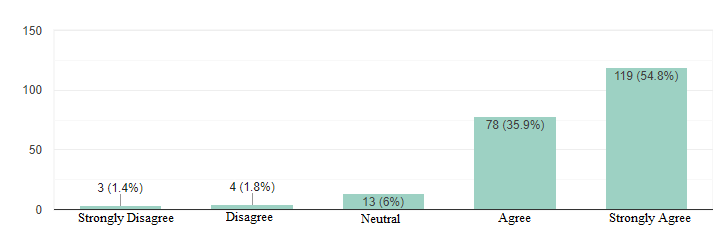 150
100
50
0
3 (1.4%)
4 (1.8%)
13 (6%)
78 (35.9%)
119 (54.8%)
Strongly Disagree
Disagree
Neutral
Agree
Strongly Agree